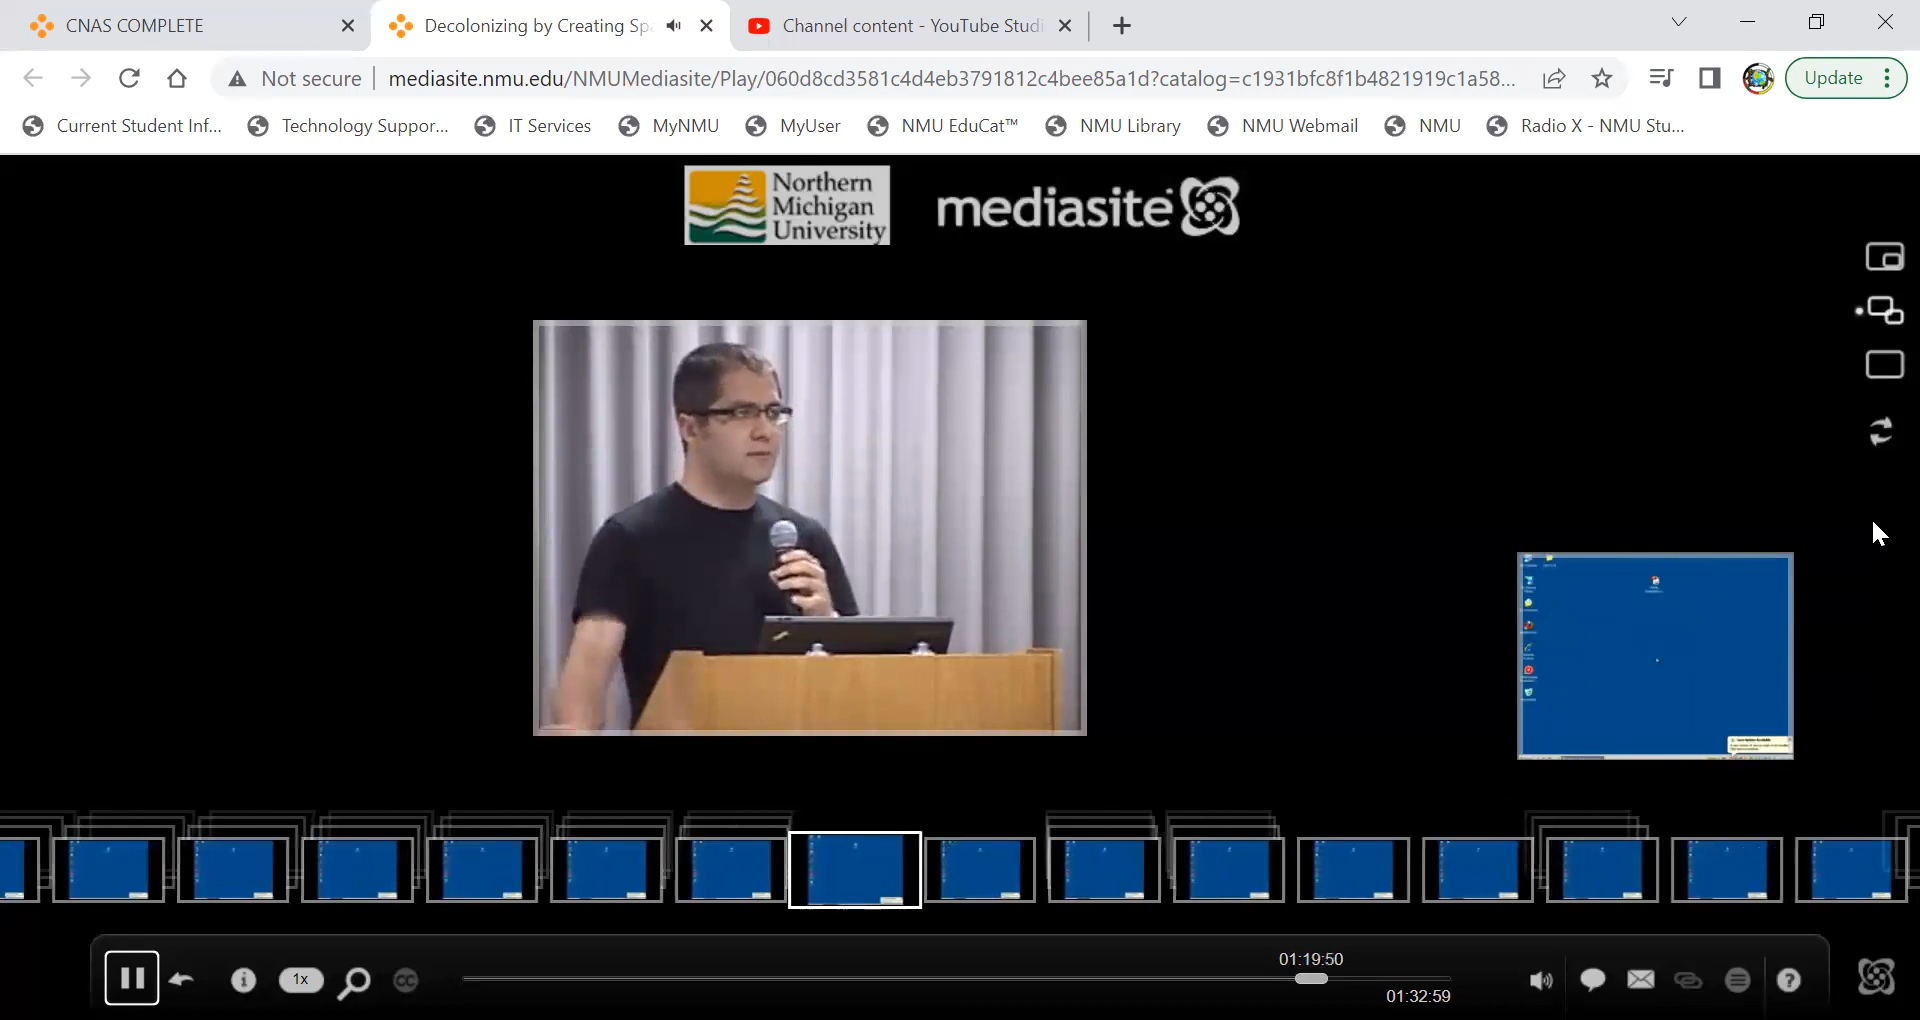 CNAS COMPLETE
Decolonizing by Creating Sp
Channel content - YouTube Studi
Not secure
mediasite.nmu.edu/NMUMediasite/Play/060d8cd3581c4d4eb3791812c4bee85a1d?catalog=c1931bfc8f1b4821919c1a58...
Update
Current Student Inf...
Technology Suppor...
IT Services
MyNMU
MyUser
NMU EduCat™
NMU Library
NMU Webmail
NMU
Radio X - NMU Stu...
Northern
Michigan
University
mediasite
01:19:50
1x
CC
01:32:59